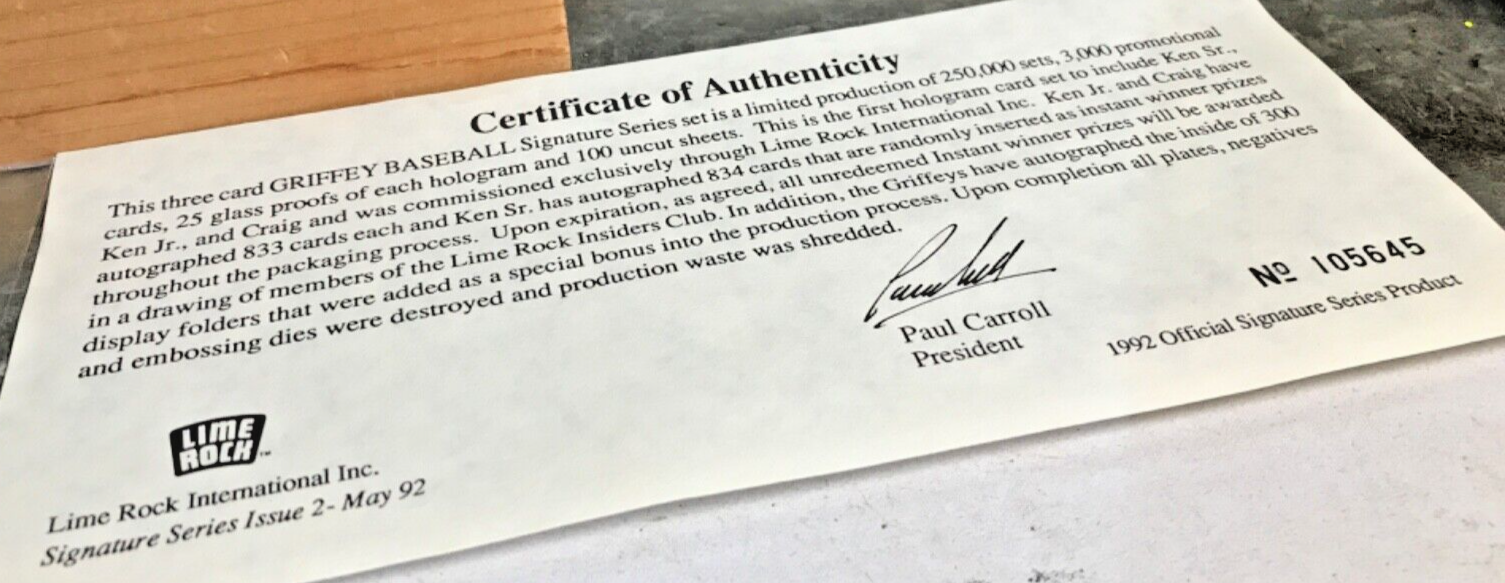 Certificate of Authenticity
This three card GRIFFEY BASEBALL Signature Series set is a limited production of 250,000 sets, 3,000 promotional
cards, 25 glass proofs of each hologram and 100 uncut sheets. This is the first hologram card set to include Ken Sr.,
Ken Jr., and Craig and was commissioned exclusively through Lime Rock International Inc. Ken Jr. and Craig have
autographed 833 cards each and Ken Sr. has autographed 834 cards that are randomly inserted as instant winner prizes
throughout the packaging process. Upon expiration, as agreed, all unredeemed Instant winner prizes will be awarded
in a drawing of members of the Lime Rock Insiders Club. In addition, the Griffeys have autographed the inside of 300
display folders that were added as a special bonus into the production process. Upon completion all plates, negatives
and embossing dies were destroyed and production waste was shredded.
Paul Carroll
President
Nº 105645
1992 Official Signature Series Product
LIME
ROCK™
Lime Rock International Inc.
Signature Series Issue 2- May 92